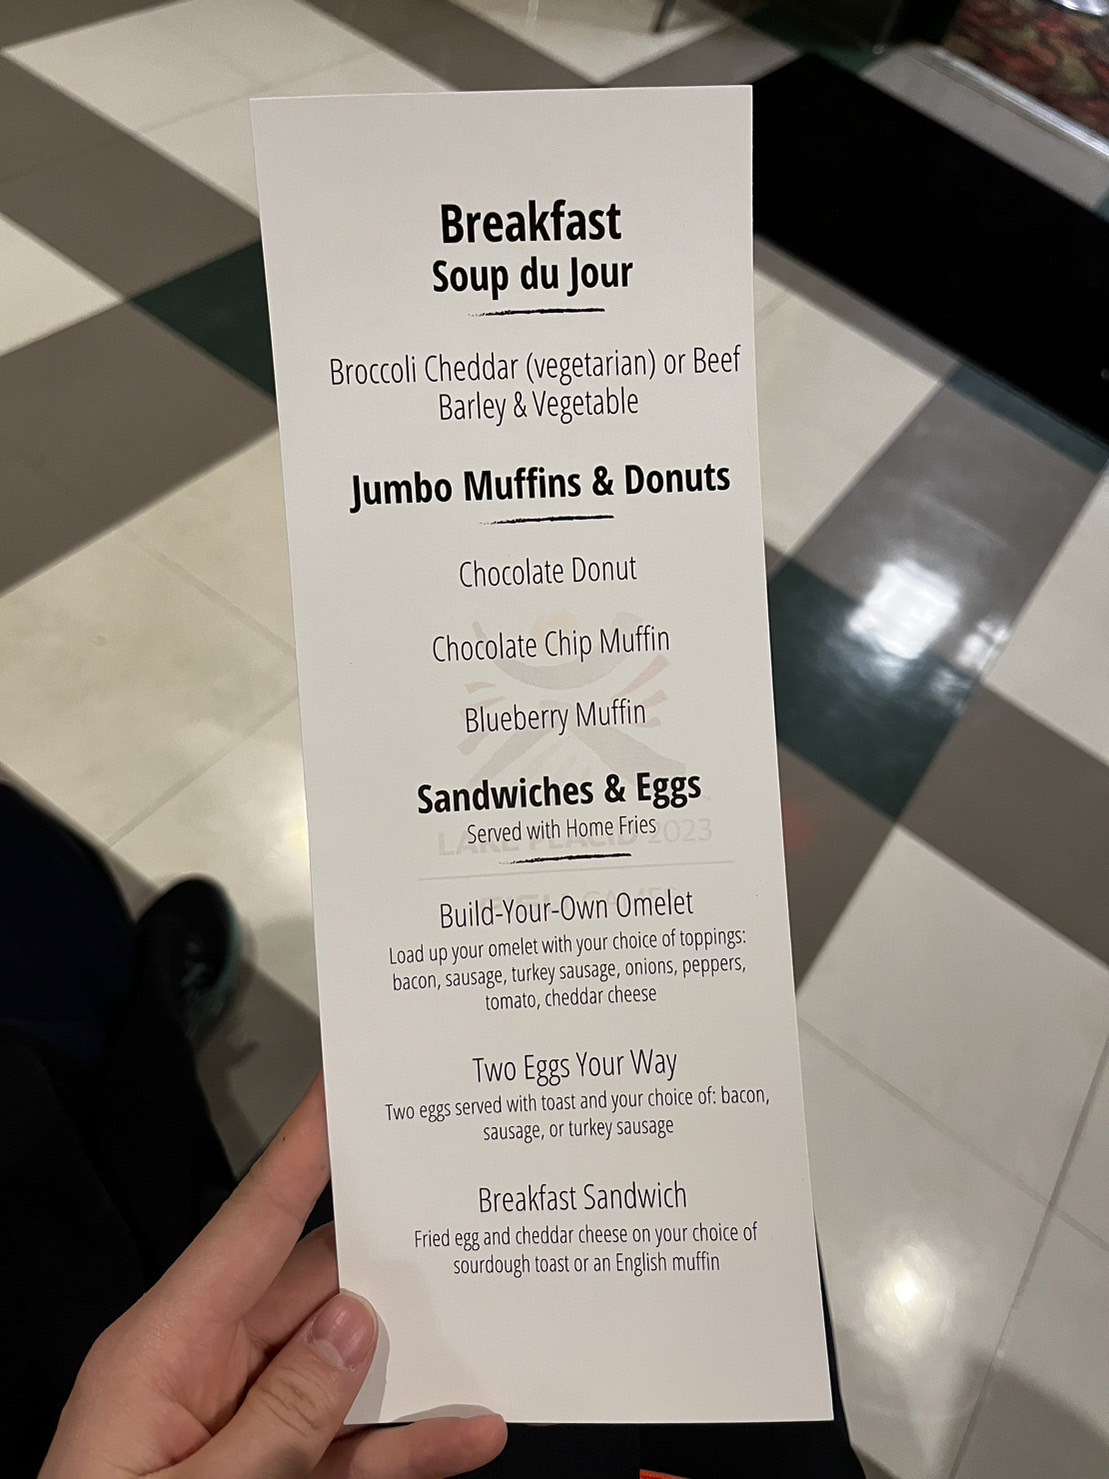 Breakfast
Soup du Jour
Broccoli Cheddar (vegetarian) or Beef
Barley & Vegetable
Jumbo Muffins & Donuts
Chocolate Donut
Chocolate Chip Muffin
Blueberry Muffin
Sandwiches & Eggs
Served with Home Fries
LAKE PLACID 2023
Build-Your-Own Omelet
Load up your omelet with your choice of toppings:
bacon, sausage, turkey sausage, onions, peppers,
tomato, cheddar cheese
Two Eggs Your Way
Two eggs served with toast and your choice of: bacon,
sausage, or turkey sausage
Breakfast Sandwich
Fried egg and cheddar cheese on your choice of
sourdough toast or an English muffin